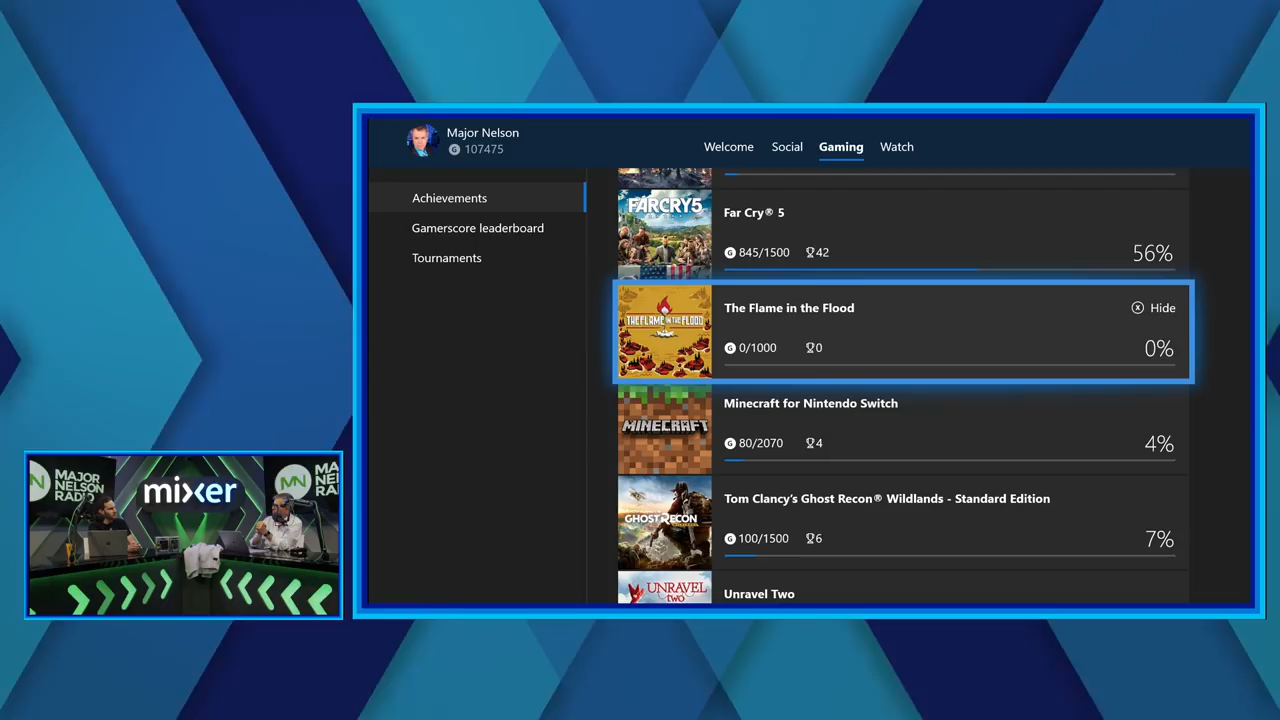 Major Nelson
G 107475
Welcome Social Gaming Watch
Achievements
Gamerscore leaderboard
Tournaments
FARCRY5
Far Cry® 5
G 845/1500 42
56%
THE FLAME IN THE FLOOD
The Flame in the Flood
X Hide
G 0/1000 0
0%
MINECRAFT
Minecraft for Nintendo Switch
G 80/2070 4
4%
GHOST RECON
Tom Clancy's Ghost Recon® Wildlands - Standard Edition
G 100/1500 6
7%
UNRAVEL
TWO
Unravel Two
MAJOR
NELSON
RADIO
mixer
MN
MA
NE
RA